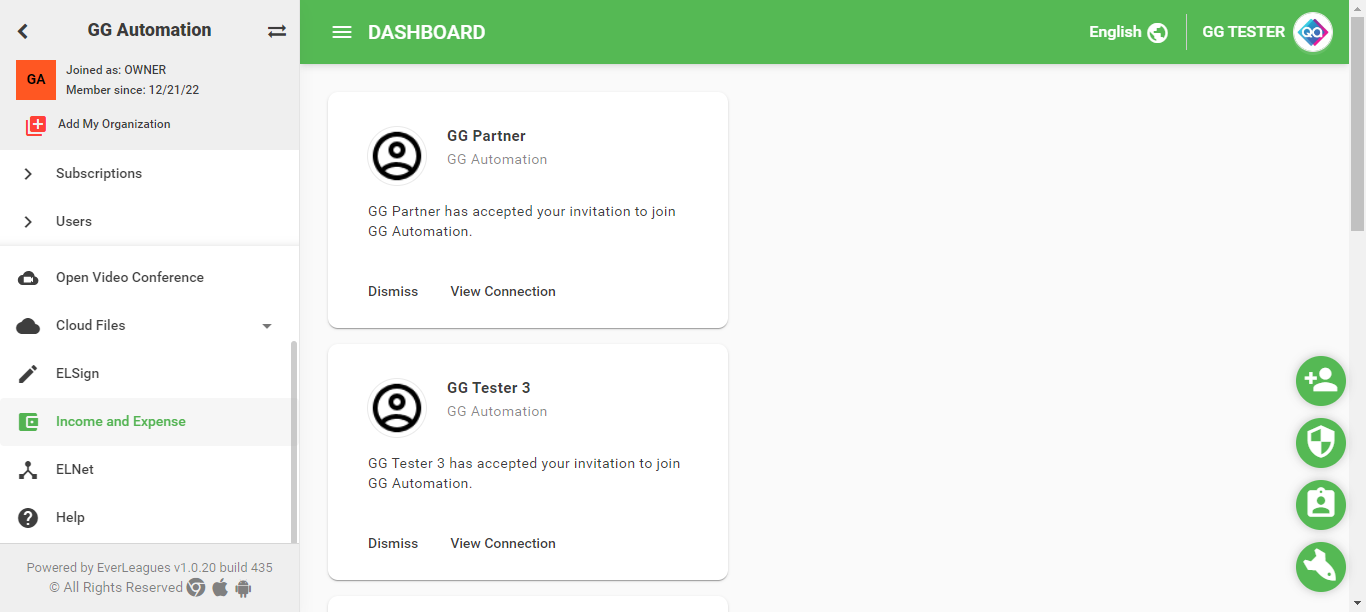 GG Automation
GA
Joined as: OWNER
Member since: 12/21/22
Add My Organization
Subscriptions
Users
Open Video Conference
Cloud Files
ELSign
Income and Expense
ELNet
Help
Powered by EverLeagues v1.0.20 build 435
© All Rights Reserved
DASHBOARD
English
GG TESTER
QA
GG Partner
GG Automation
GG Partner has accepted your invitation to join
GG Automation.
Dismiss View Connection
GG Tester 3
GG Automation
GG Tester 3 has accepted your invitation to join
GG Automation.
Dismiss View Connection